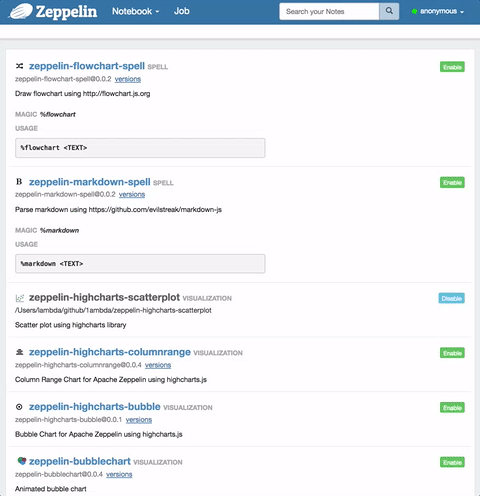 Zeppelin Notebook Job Search your Notes anonymous
zeppelin-flowchart-spell SPELL Enable
zeppelin-flowchart-spell@0.0.2 versions
Draw flowchart using http://flowchart.js.org
MAGIC %flowchart
USAGE
%flowchart <TEXT>
B zeppelin-markdown-spell SPELL Enable
zeppelin-markdown-spell@0.0.2 versions
Parse markdown using https://github.com/evilstreak/markdown-js
MAGIC %markdown
USAGE
%markdown <TEXT>
zeppelin-highcharts-scatterplot VISUALIZATION Disable
/Users/lambda/github/1ambda/zeppelin-highcharts-scatterplot
Scatter plot using highcharts library
zeppelin-highcharts-columnrange VISUALIZATION Enable
zeppelin-highcharts-columnrange@0.0.4 versions
Column Range Chart for Apache Zeppelin using highcharts.js
zeppelin-highcharts-bubble VISUALIZATION Enable
zeppelin-highcharts-bubble@0.0.1 versions
Bubble Chart for Apache Zeppelin using highcharts.js
zeppelin-bubblechart VISUALIZATION Enable
zeppelin-bubblechart@0.0.4 versions
Animated bubble chart